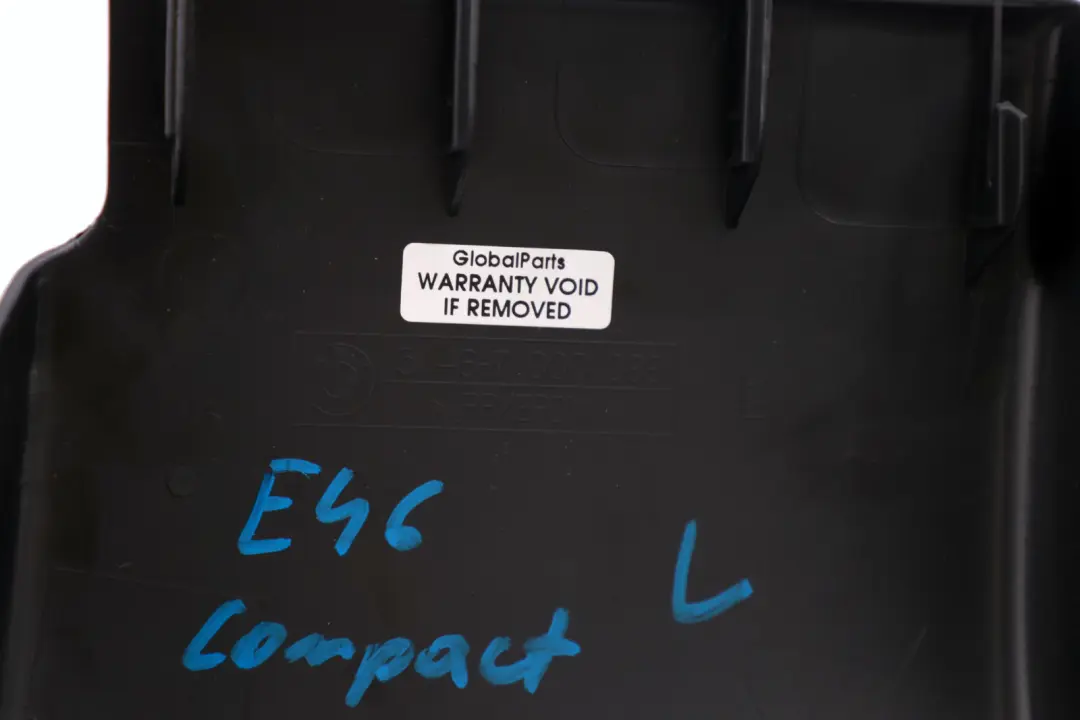 GlobalParts
WARRANTY VOID
IF REMOVED
L
E46
L
Compact